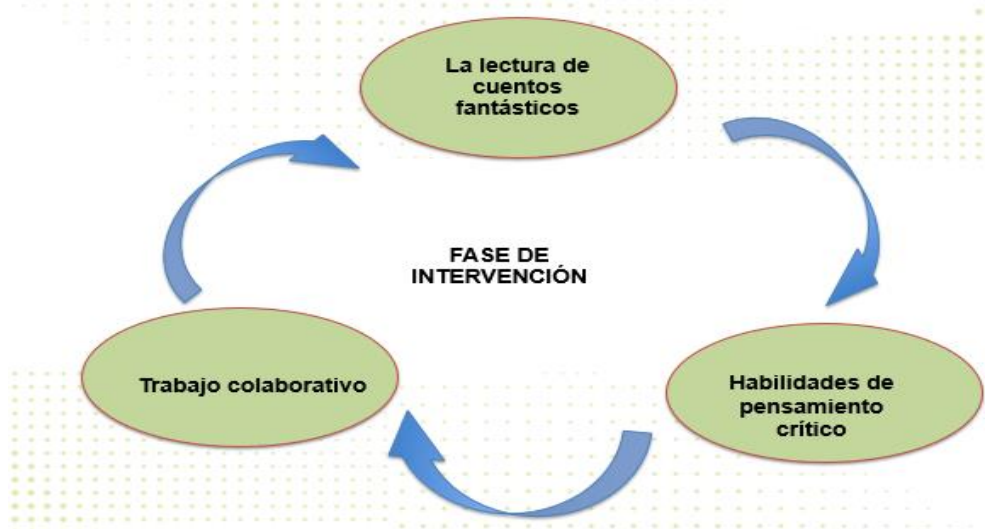 La lectura de
cuentos
fantásticos
FASE DE
INTERVENCIÓN
Trabajo colaborativo
Habilidades de
pensamiento
crítico